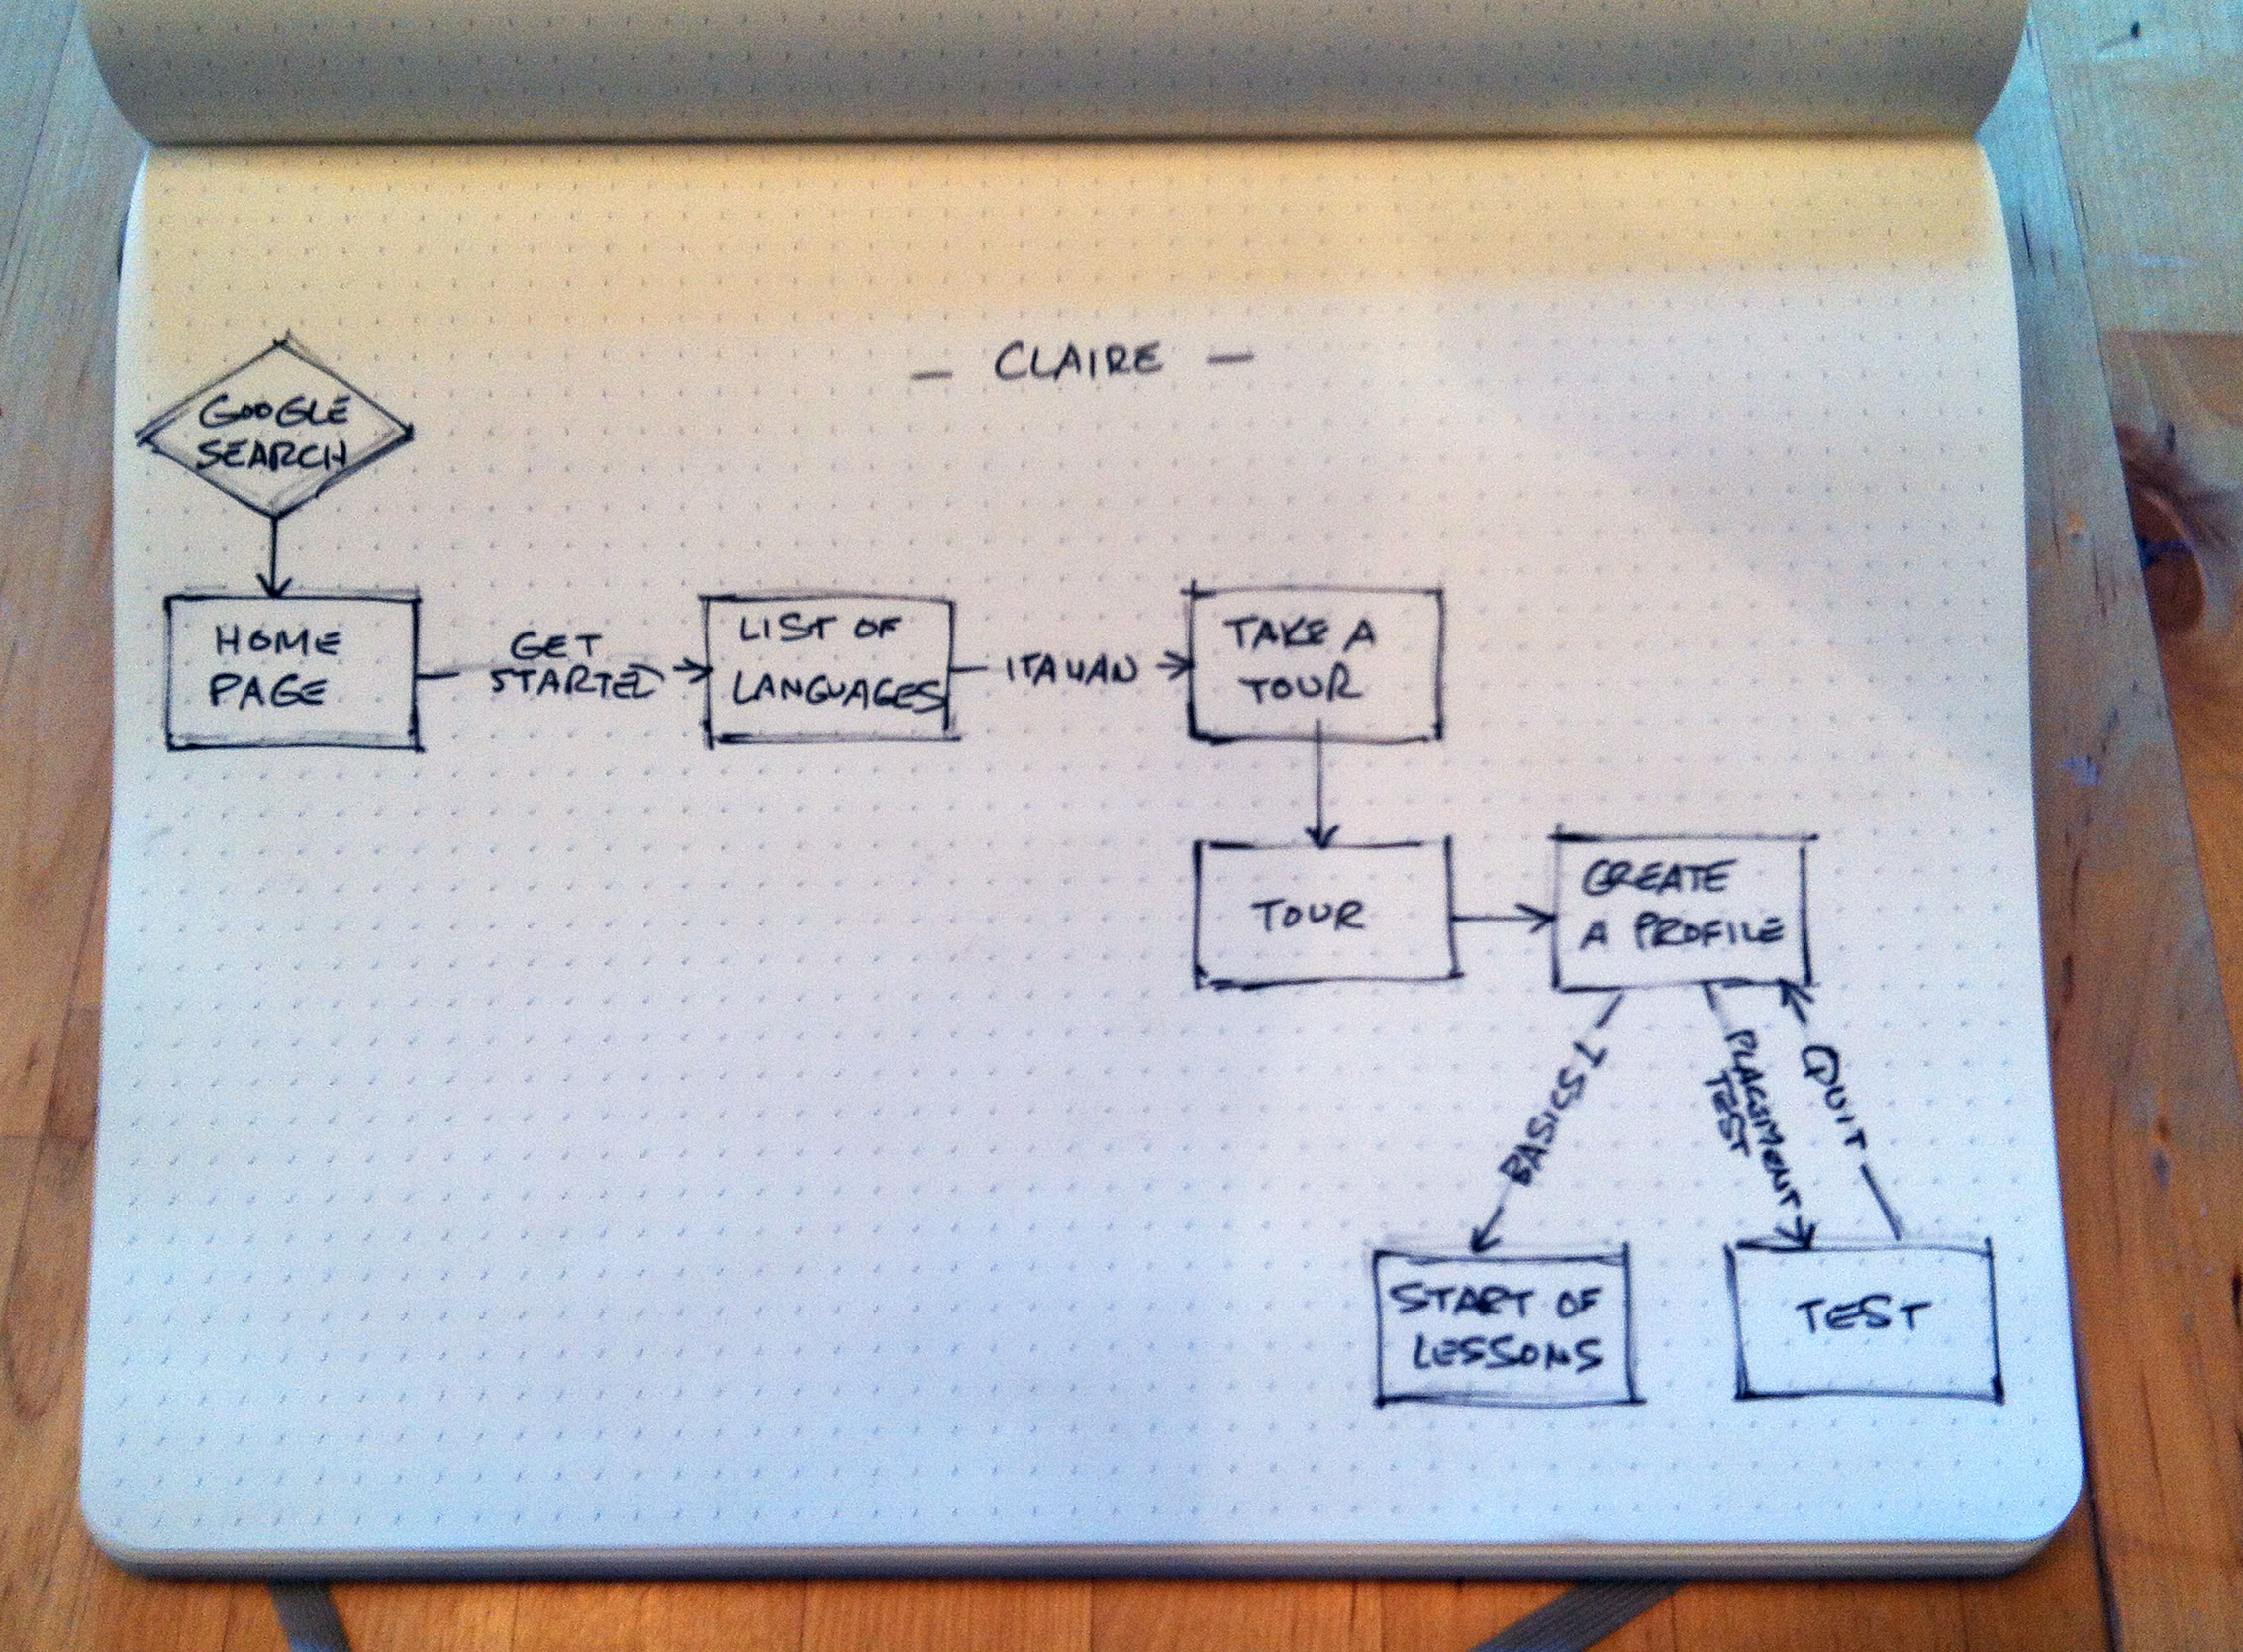 — CLAIRE —
GOOGLE
SEARCH
HOME
PAGE
GET
STARTED
LIST OF
LANGUAGES
ITALIAN
TAKE A
TOUR
TOUR
CREATE
A PROFILE
BASICS 1
PLACEMENT
TEST
QUIT
START OF
LESSONS
TEST